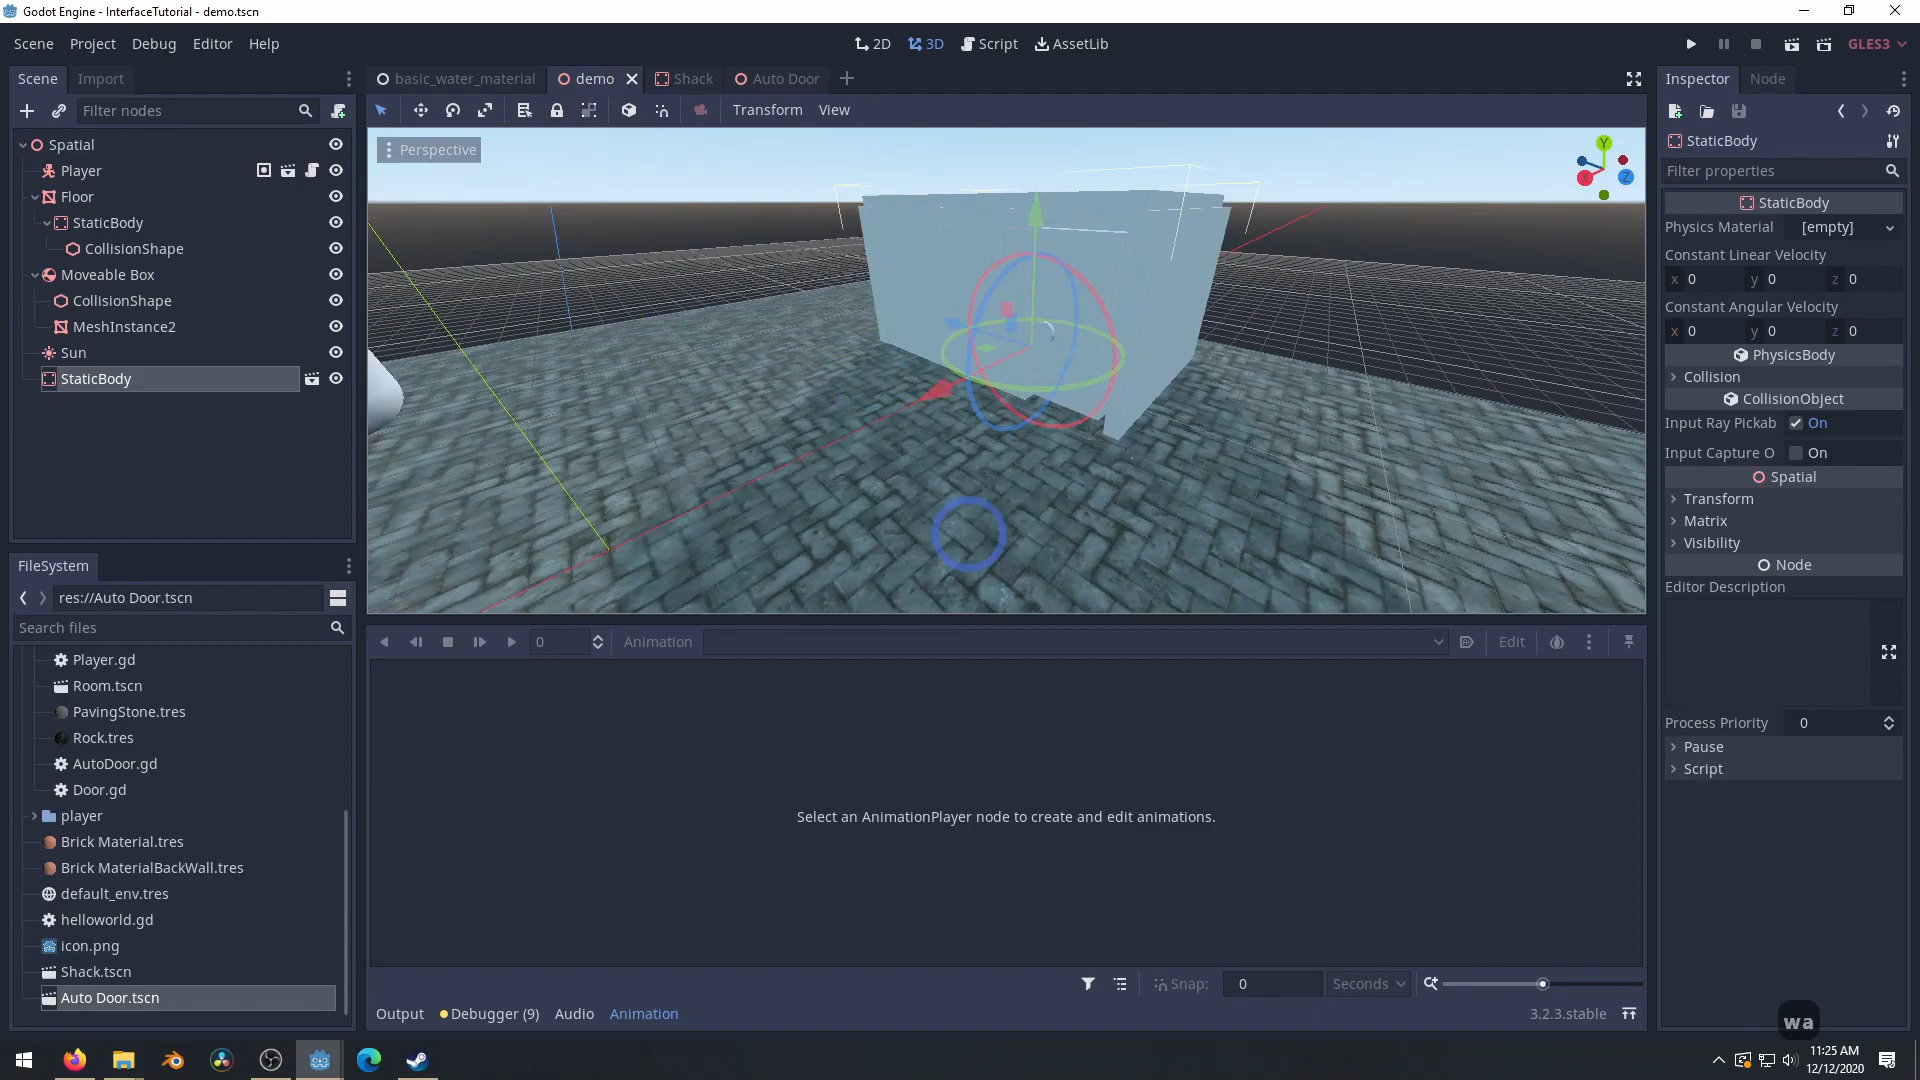 Godot Engine - InterfaceTutorial - demo.tscn
Scene Project Debug Editor Help
2D 3D Script AssetLib
GLES3
Scene Import
Filter nodes
Spatial
Player
Floor
StaticBody
CollisionShape
Moveable Box
CollisionShape
MeshInstance2
Sun
StaticBody
FileSystem
res://Auto Door.tscn
Search files
Player.gd
Room.tscn
PavingStone.tres
Rock.tres
AutoDoor.gd
Door.gd
player
Brick Material.tres
Brick MaterialBackWall.tres
default_env.tres
helloworld.gd
icon.png
Shack.tscn
Auto Door.tscn
basic_water_material demo Shack Auto Door
Transform View
Perspective
Y
X
Z
0 Animation Edit
Select an AnimationPlayer node to create and edit animations.
Snap: 0 Seconds
Output Debugger (9) Audio Animation 3.2.3.stable
Inspector Node
StaticBody
Filter properties
StaticBody
Physics Material [empty]
Constant Linear Velocity
x 0 y 0 z 0
Constant Angular Velocity
x 0 y 0 z 0
PhysicsBody
Collision
CollisionObject
Input Ray Pickab On
Input Capture O On
Spatial
Transform
Matrix
Visibility
Node
Editor Description
Process Priority 0
Pause
Script
wa
11:25 AM
12/12/2020